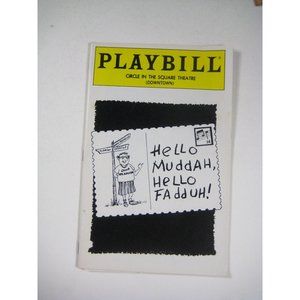 PLAYBILL
CIRCLE IN THE SQUARE THEATRE
(DOWNTOWN)
HELLO
MUDDAH,
HELLO
FADDUH!